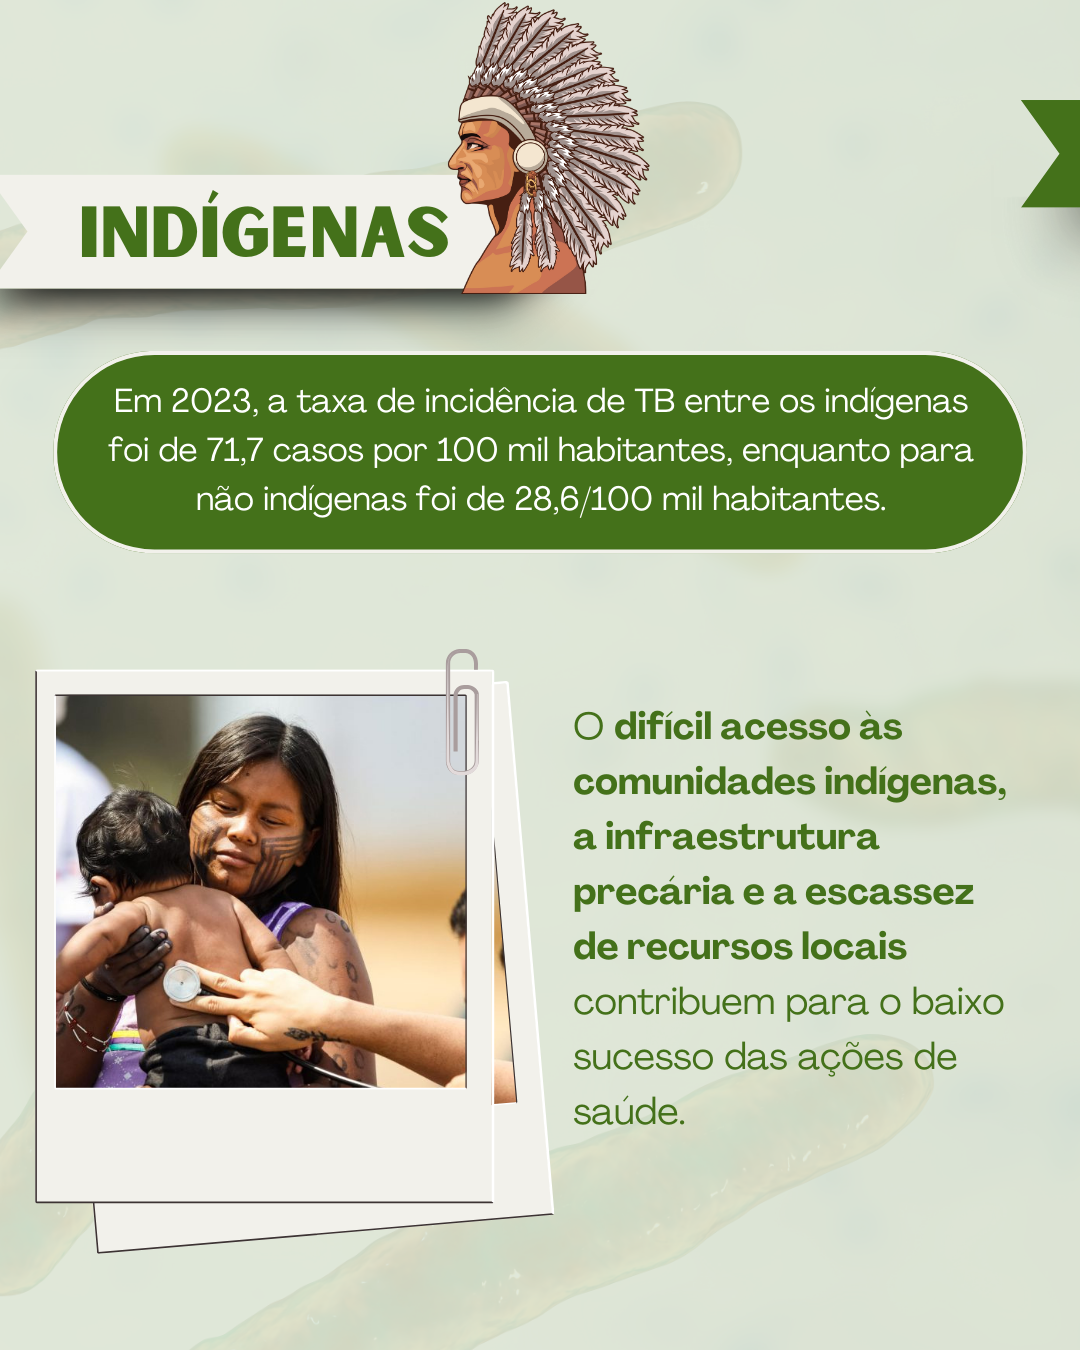 INDÍGENAS
Em 2023, a taxa de incidência de TB entre os indígenas
foi de 71,7 casos por 100 mil habitantes, enquanto para
não indígenas foi de 28,6/100 mil habitantes.
O difícil acesso às
comunidades indígenas,
a infraestrutura
precária e a escassez
de recursos locais
contribuem para o baixo
sucesso das ações de
saúde.